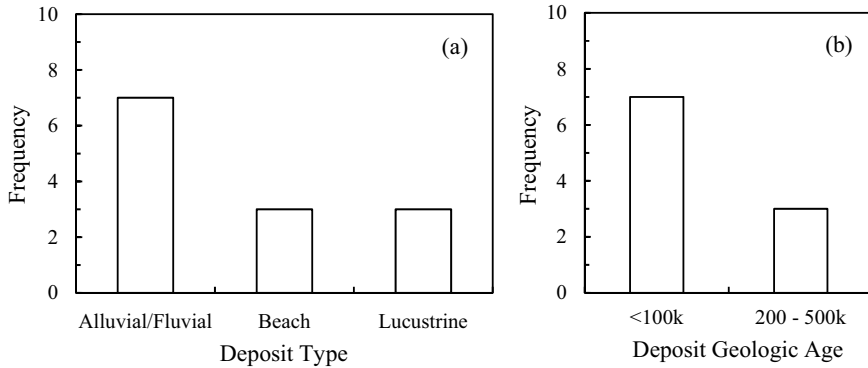 (a)
10
8
6
4
2
0
Frequency
Alluvial/Fluvial Beach Lucustrine
Deposit Type
(b)
10
8
6
4
2
0
Frequency
<100k 200 - 500k
Deposit Geologic Age